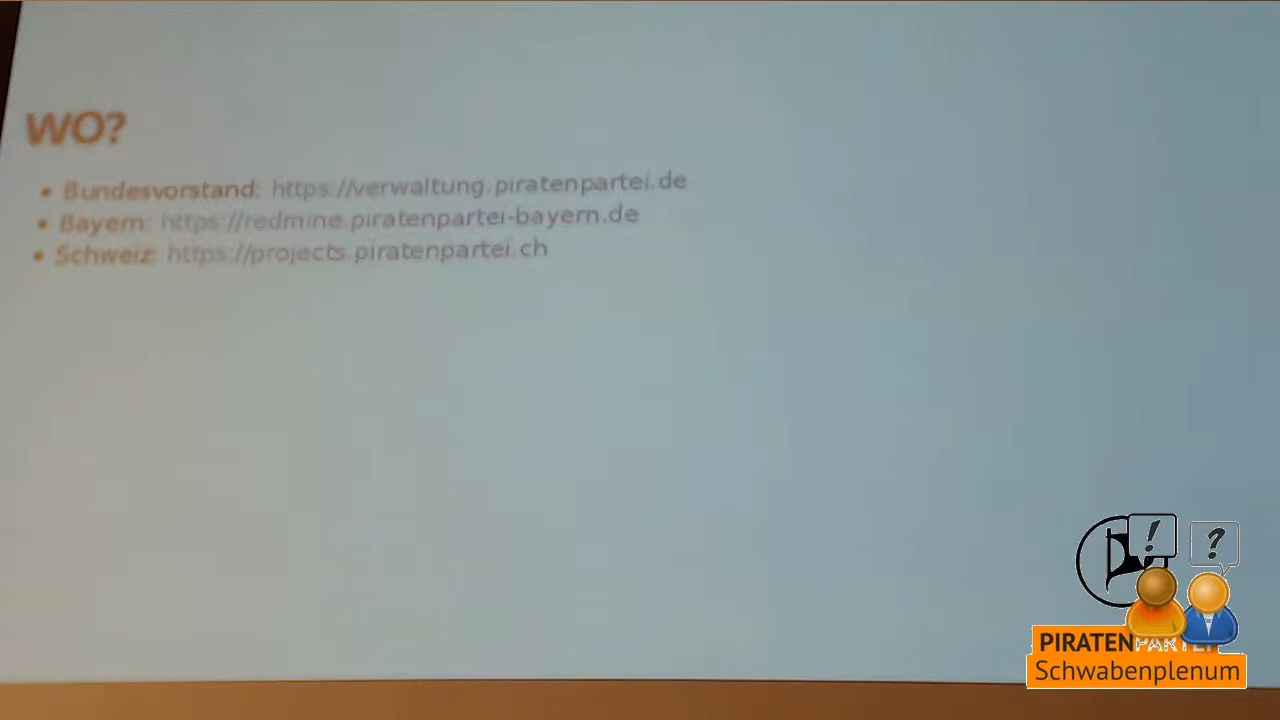 WO?
• Bundesvorstand: https://verwaltung.piratenpartei.de
• Bayern: https://redmine.piratenpartei-bayern.de
• Schweiz: https://projects.piratenpartei.ch
! ?
PIRATENPARTEI
Schwabenplenum